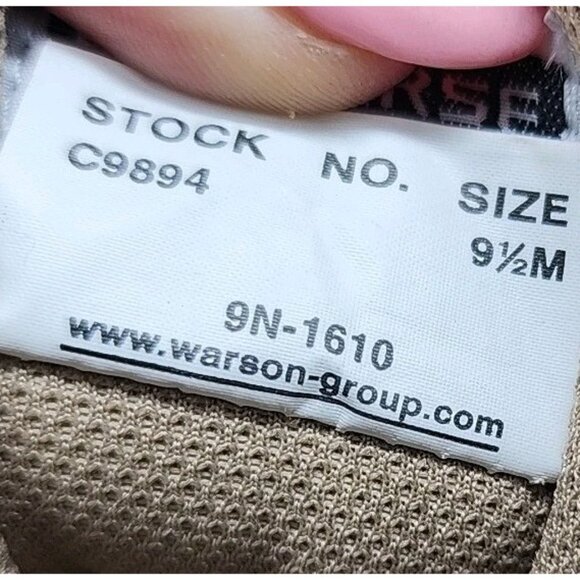 STOCK NO. SIZE
C9894 9½M
9N-1610
www.warson-group.com